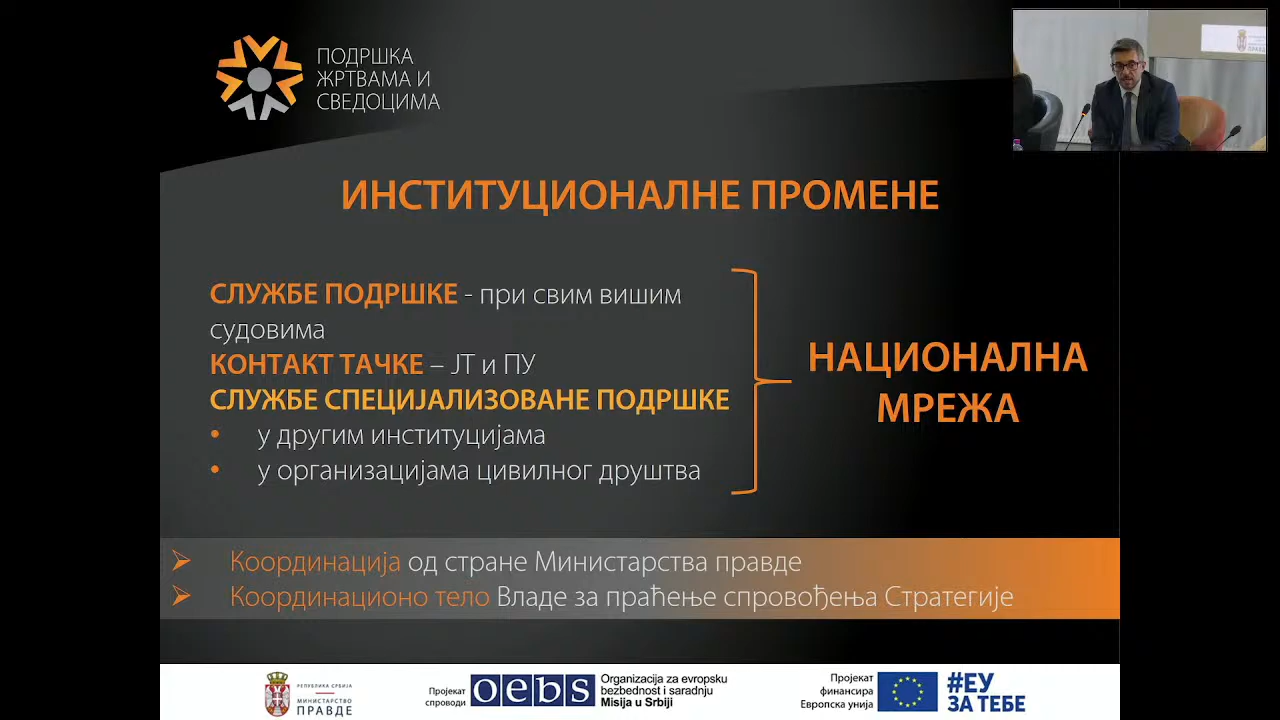 ПОДРШКА
ЖРТВАМА И
СВЕДОЦИМА
ИНСТИТУЦИОНАЛНЕ ПРОМЕНЕ
СЛУЖБЕ ПОДРШКЕ - при свим вишим
судовима
КОНТАКТ ТАЧКЕ – ЈТ и ПУ
СЛУЖБЕ СПЕЦИЈАЛИЗОВАНЕ ПОДРШКЕ
• у другим институцијама
• у организацијама цивилног друштва
НАЦИОНАЛНА
МРЕЖА
Координација од стране Министарства правде
Координационо тело Владе за праћење спровођења Стратегије
РЕПУБЛИКА СРБИЈА
МИНИСТАРСТВО
ПРАВДЕ
Пројекат
спроводи
oebs
Organizacija za evropsku
bezbednost i saradnju
Misija u Srbiji
Пројекат
финансира
Европска унија
#ЕУ
ЗА ТЕБЕ